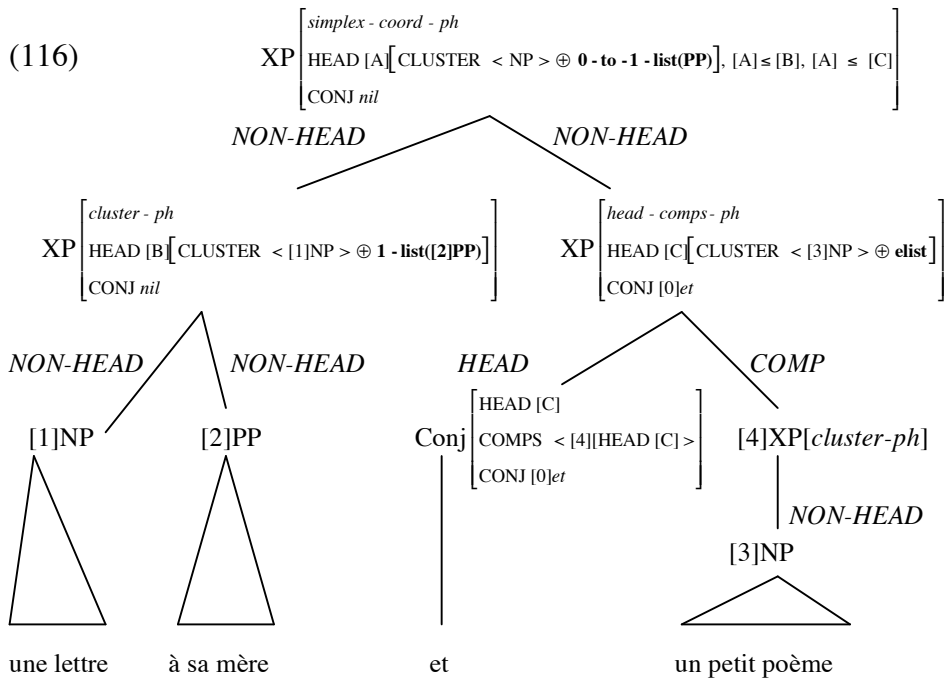 (116)
XP [simplex - coord - ph
HEAD [A][CLUSTER < NP > ⊕ 0 - to - 1 - list(PP)], [A] ≤ [B], [A] ≤ [C]
CONJ nil]
NON-HEAD NON-HEAD
XP [cluster - ph
HEAD [B][CLUSTER < [1]NP > ⊕ 1 - list([2]PP)]
CONJ nil]
XP [head - comps - ph
HEAD [C][CLUSTER < [3]NP > ⊕ elist]
CONJ [0]et]
NON-HEAD NON-HEAD HEAD COMP
[1]NP [2]PP
Conj [HEAD [C]
COMPS < [4][HEAD [C] >
CONJ [0]et]
[4]XP[cluster-ph]
NON-HEAD
[3]NP
une lettre à sa mère et un petit poème